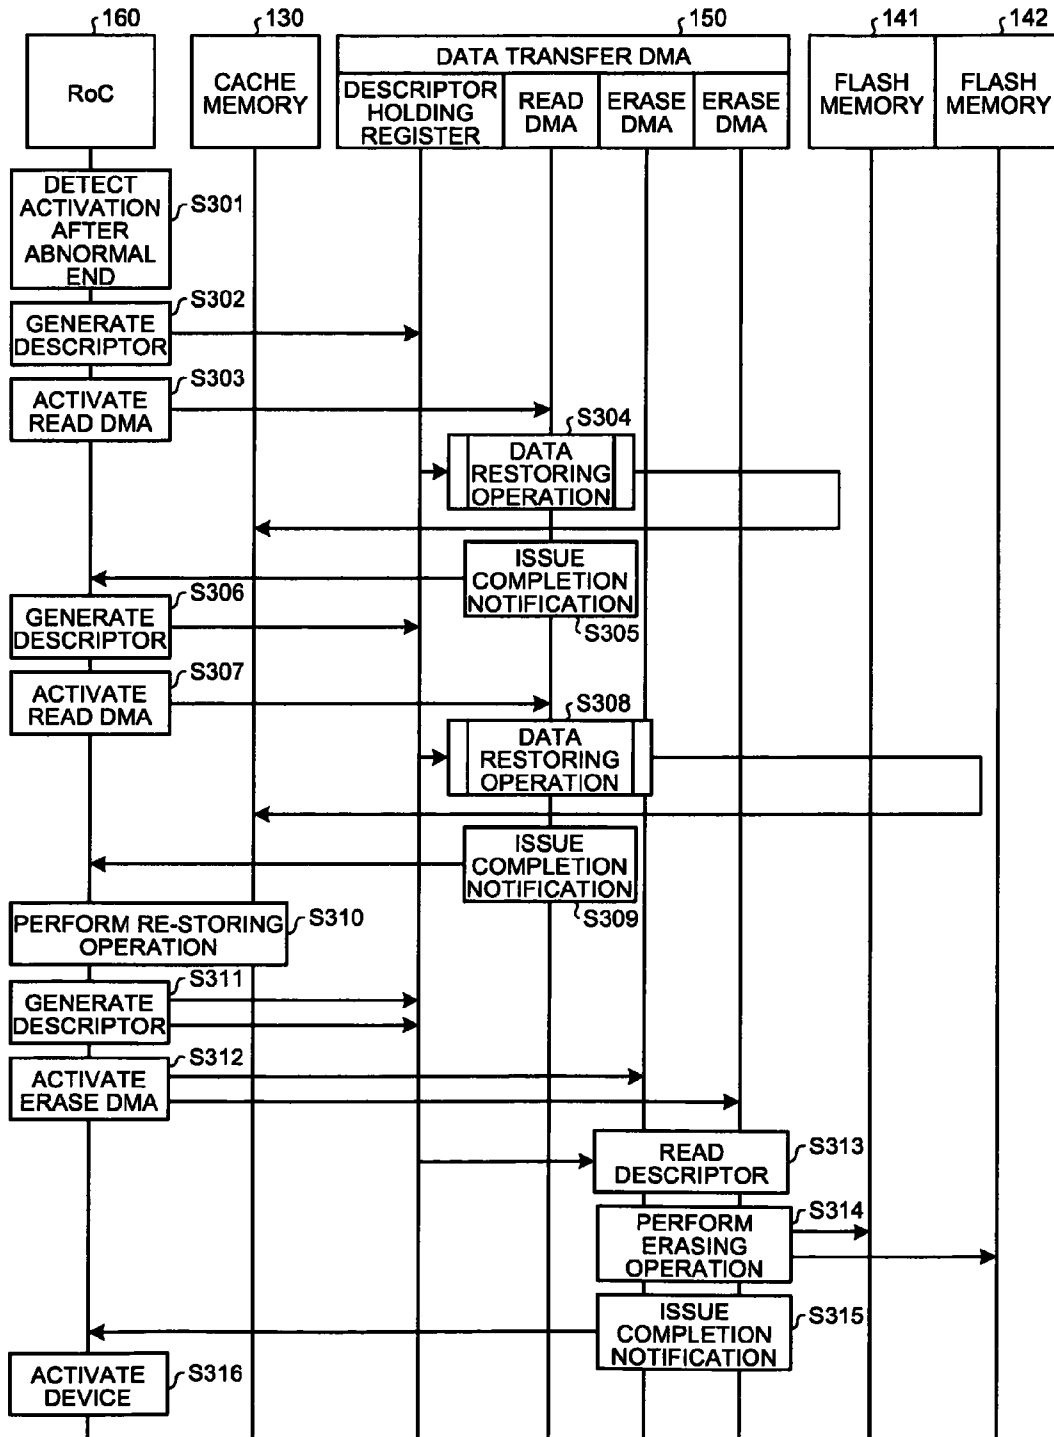 160
130
150
141
142
RoC
CACHE
MEMORY
DATA TRANSFER DMA
DESCRIPTOR
HOLDING
REGISTER
READ
DMA
ERASE
DMA
ERASE
DMA
FLASH
MEMORY
FLASH
MEMORY
DETECT
ACTIVATION
AFTER
ABNORMAL
END
S301
GENERATE
DESCRIPTOR
S302
ACTIVATE
READ DMA
S303
S304
DATA
RESTORING
OPERATION
ISSUE
COMPLETION
NOTIFICATION
S305
GENERATE
DESCRIPTOR
S306
ACTIVATE
READ DMA
S307
S308
DATA
RESTORING
OPERATION
ISSUE
COMPLETION
NOTIFICATION
S309
PERFORM RE-STORING
OPERATION
S310
GENERATE
DESCRIPTOR
S311
ACTIVATE
ERASE DMA
S312
READ
DESCRIPTOR
S313
PERFORM
ERASING
OPERATION
S314
ISSUE
COMPLETION
NOTIFICATION
S315
ACTIVATE
DEVICE
S316